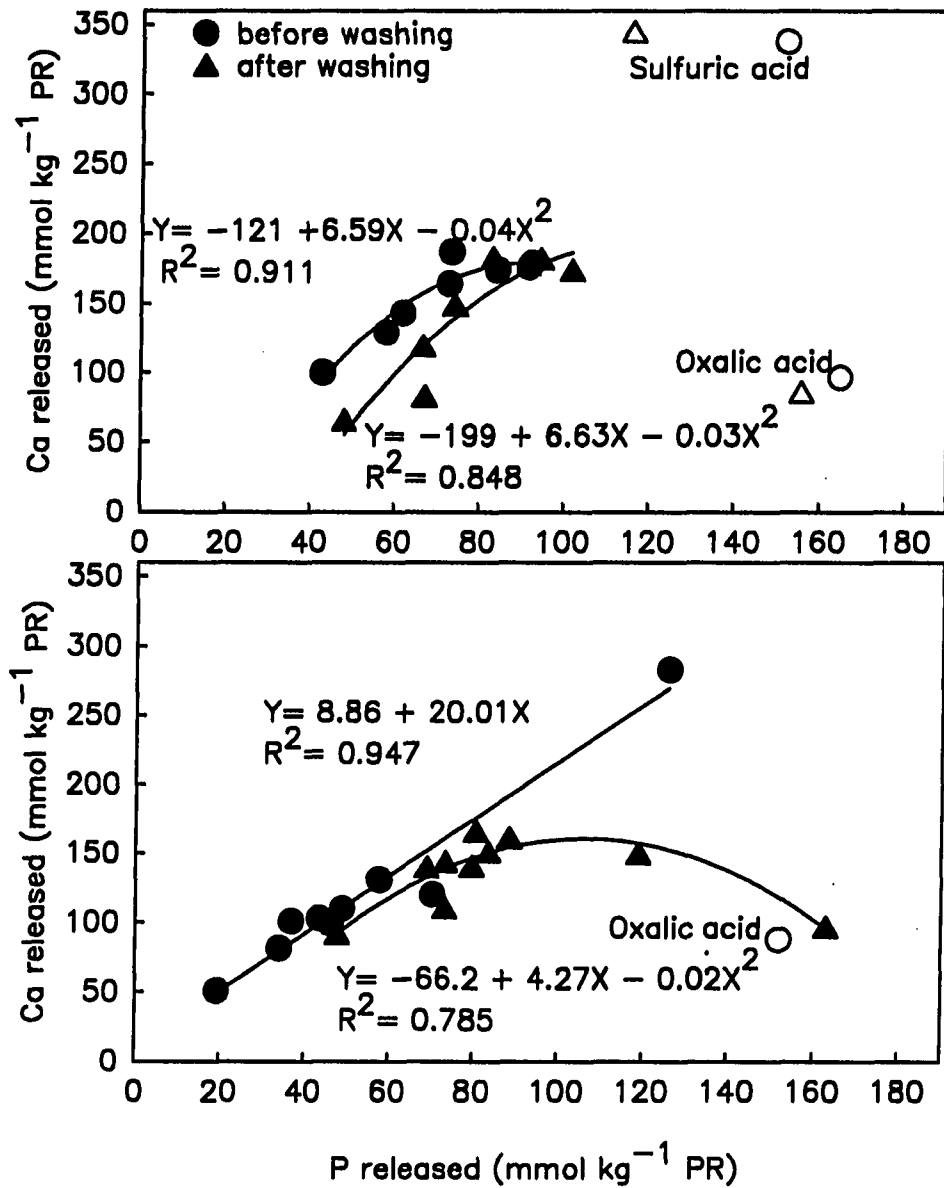 350
300
250
200
150
100
50
0
Ca released (mmol kg−1 PR)
before washing
after washing
Sulfuric acid
Y= −121 +6.59X − 0.04X2
R2= 0.911
Oxalic acid
Y= −199 + 6.63X − 0.03X2
R2= 0.848
0 20 40 60 80 100 120 140 160 180
350
300
250
200
150
100
50
0
Ca released (mmol kg−1 PR)
Y= 8.86 + 20.01X
R2= 0.947
Oxalic acid
Y= −66.2 + 4.27X − 0.02X2
R2= 0.785
0 20 40 60 80 100 120 140 160 180
P released (mmol kg−1 PR)